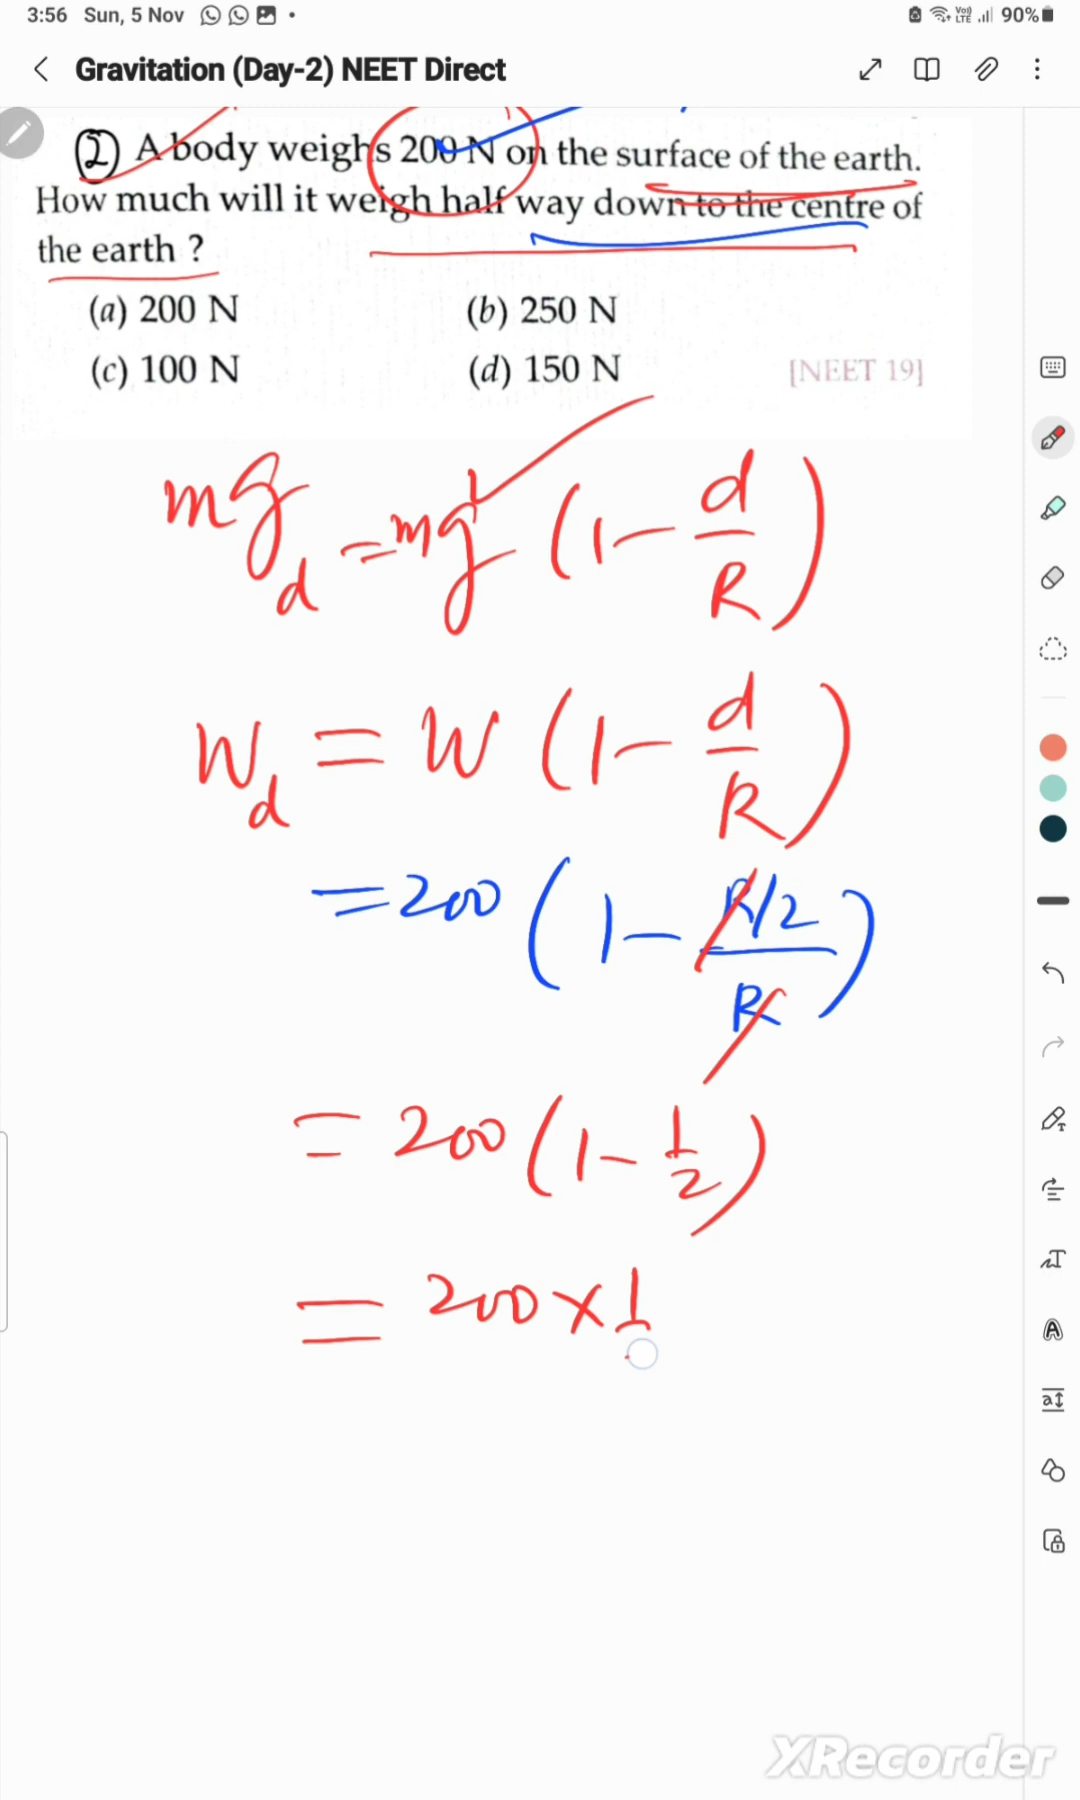 3:56 Sun, 5 Nov
90%
Gravitation (Day-2) NEET Direct
2) A body weighs 200 N on the surface of the earth.
How much will it weigh half way down to the centre of
the earth ?
(a) 200 N (b) 250 N
(c) 100 N (d) 150 N [NEET 19]
mg_d = mg (1 - d/R)
W_d = W (1 - d/R)
= 200 (1 - (R/2)/R)
= 200 (1 - 1/2)
= 200 × 1
XRecorder